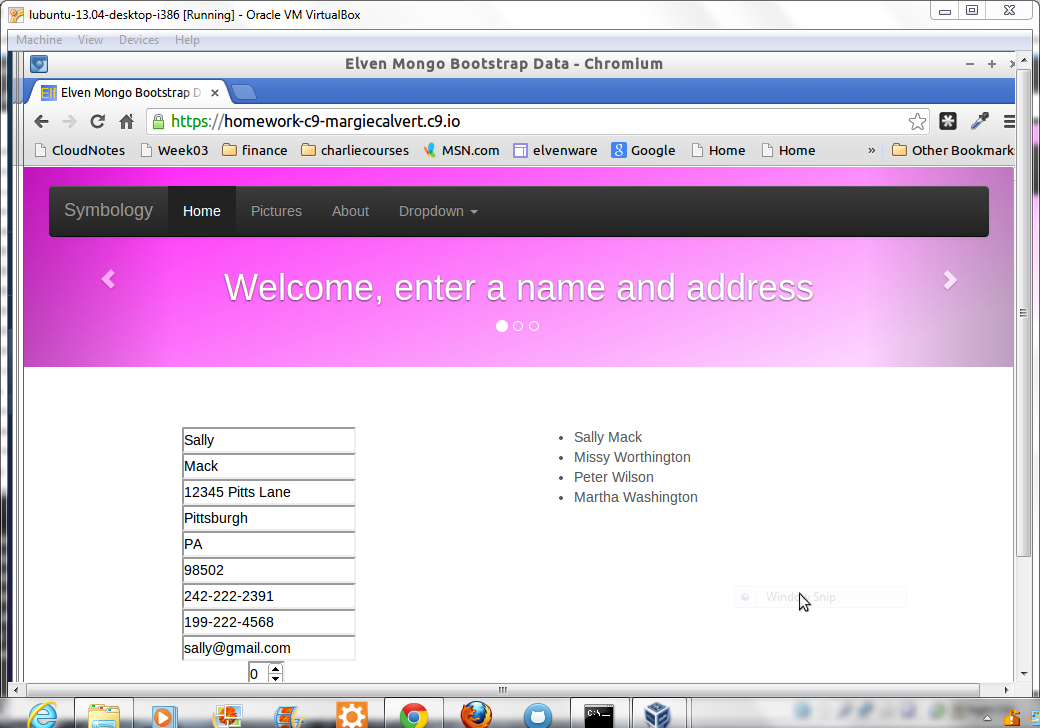 lubuntu-13.04-desktop-i386 [Running] - Oracle VM VirtualBox
Machine View Devices Help
Elven Mongo Bootstrap Data - Chromium
Elf Elven Mongo Bootstrap D
https://homework-c9-margiecalvert.c9.io
CloudNotes Week03 finance charliecourses MSN.com elvenware Google Home Home » Other Bookmark
Symbology Home Pictures About Dropdown
Welcome, enter a name and address
Sally
Mack
12345 Pitts Lane
Pittsburgh
PA
98502
242-222-2391
199-222-4568
sally@gmail.com
0
Sally Mack
Missy Worthington
Peter Wilson
Martha Washington
Window Snip